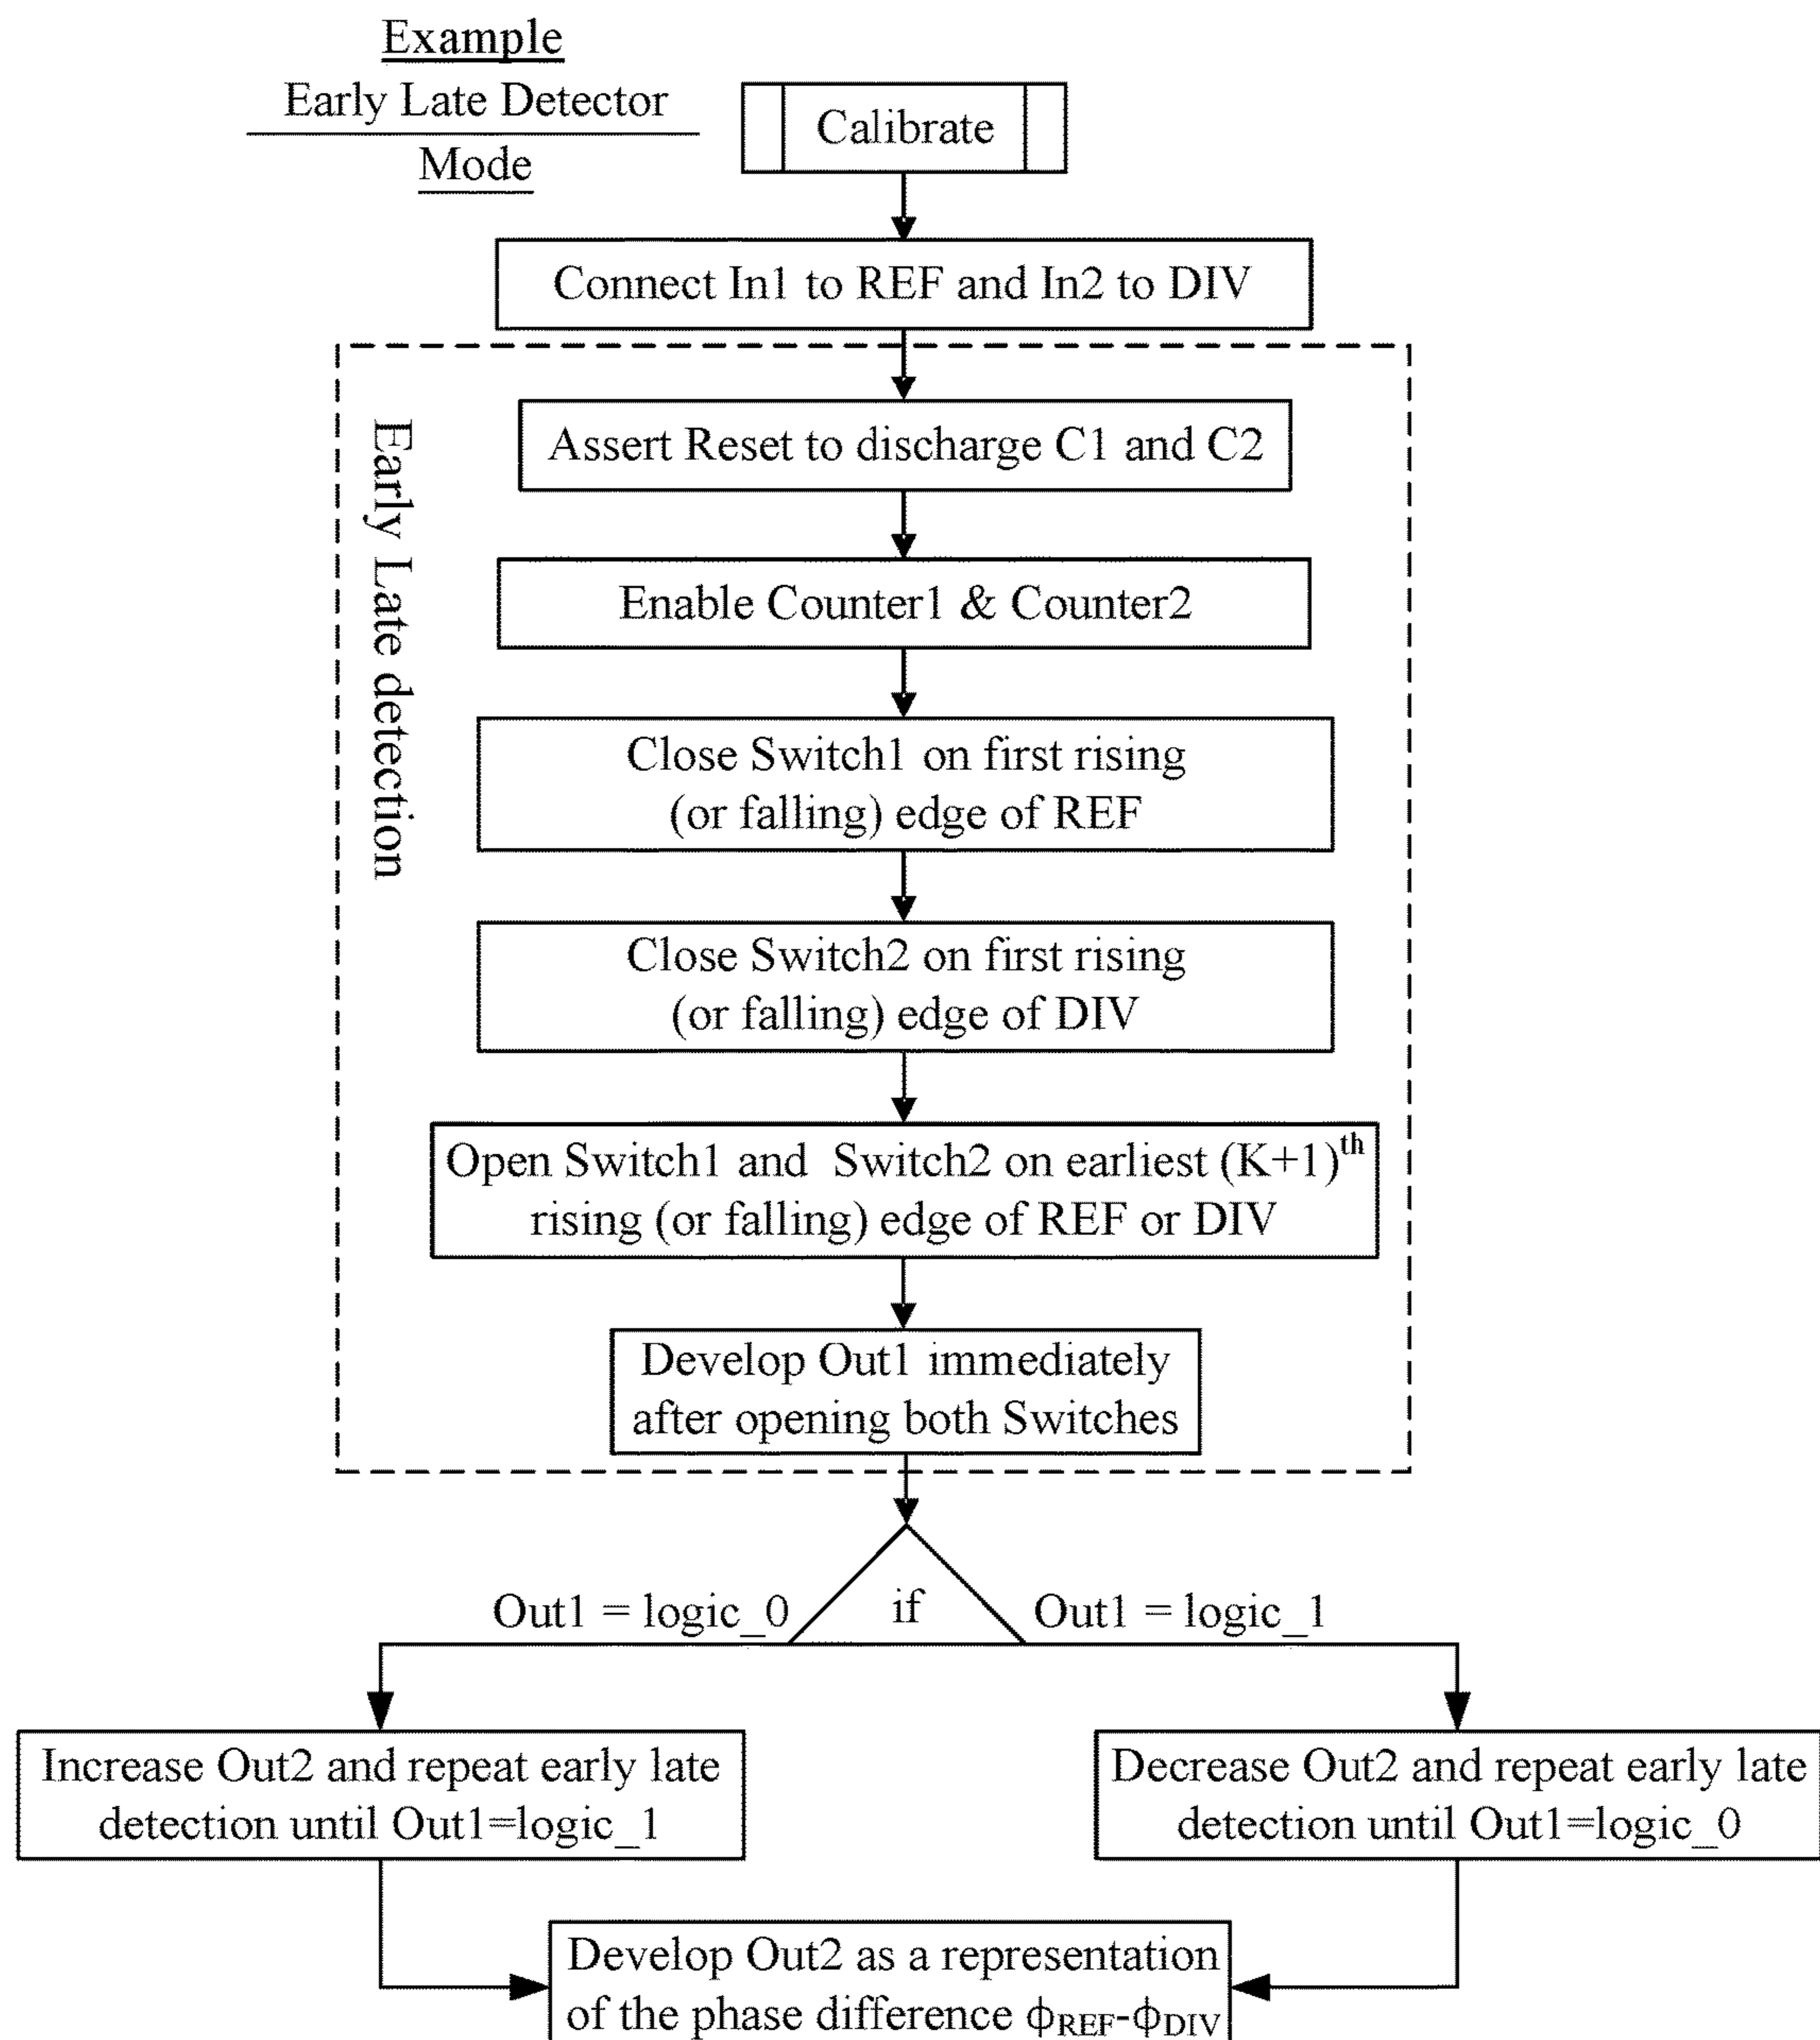 Example
Early Late Detector
Mode
Calibrate
Connect In1 to REF and In2 to DIV
Early Late detection
Assert Reset to discharge C1 and C2
Enable Counter1 & Counter2
Close Switch1 on first rising
(or falling) edge of REF
Close Switch2 on first rising
(or falling) edge of DIV
Open Switch1 and Switch2 on earliest (K+1)th
rising (or falling) edge of REF or DIV
Develop Out1 immediately
after opening both Switches
Out1 = logic_0
if
Out1 = logic_1
Increase Out2 and repeat early late
detection until Out1=logic_1
Decrease Out2 and repeat early late
detection until Out1=logic_0
Develop Out2 as a representation
of the phase difference ϕREF-ϕDIV